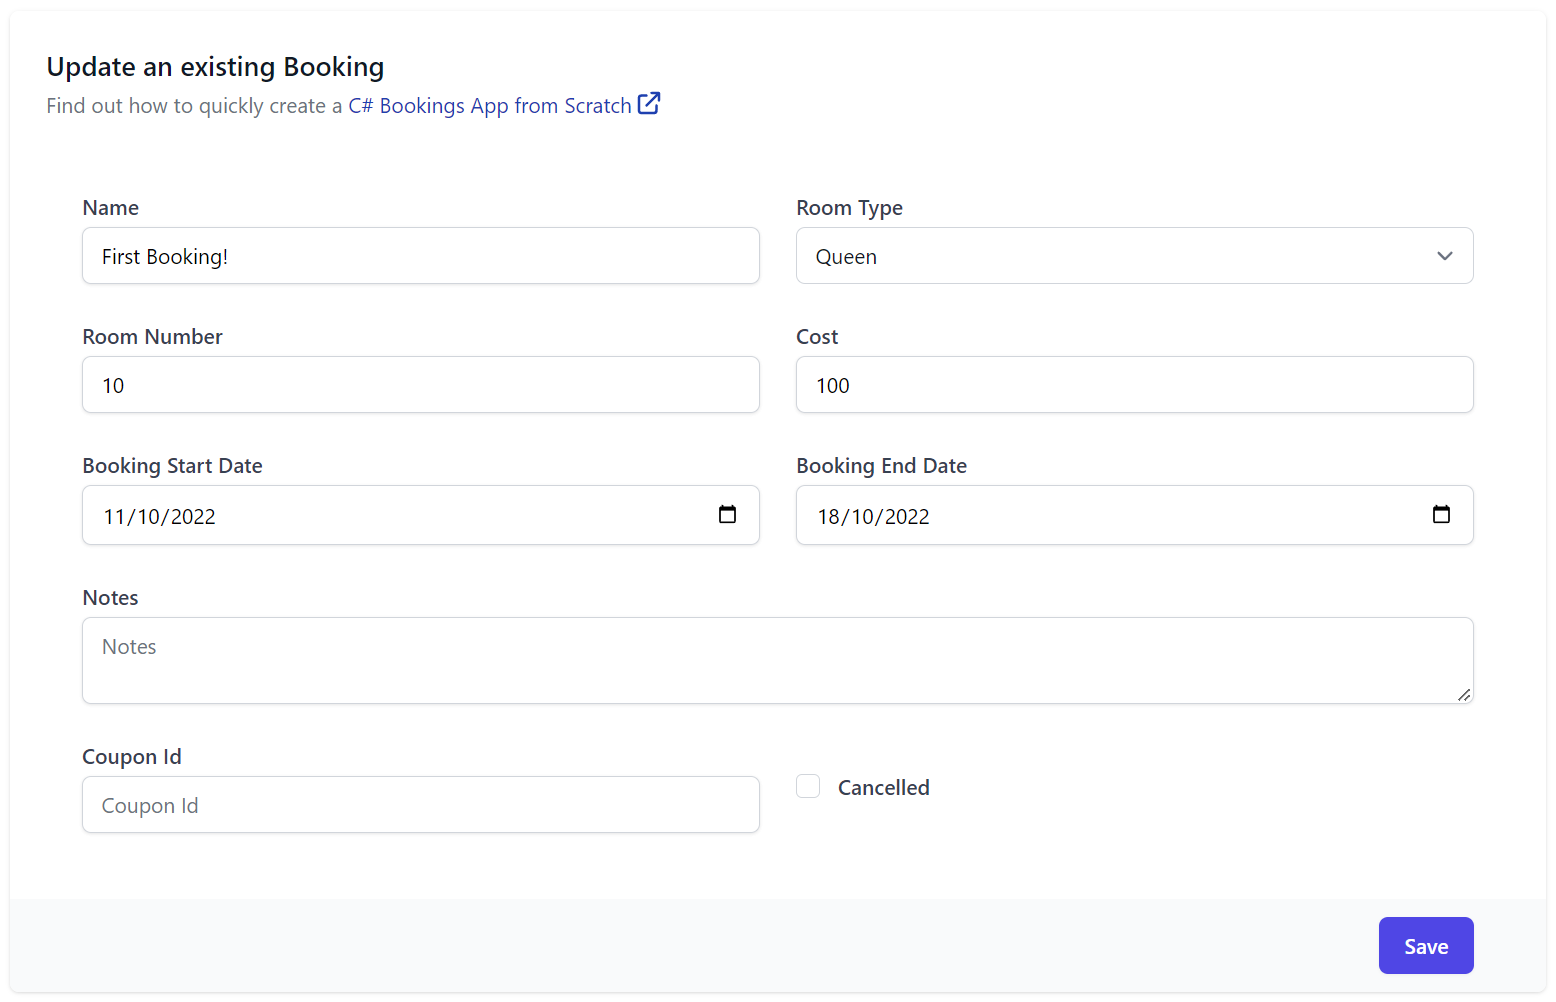 Update an existing Booking
Find out how to quickly create a C# Bookings App from Scratch
Name
Room Type
First Booking!
Queen
Room Number
Cost
10
100
Booking Start Date
Booking End Date
11/10/2022
18/10/2022
Notes
Notes
Coupon Id
Coupon Id
Cancelled
Save